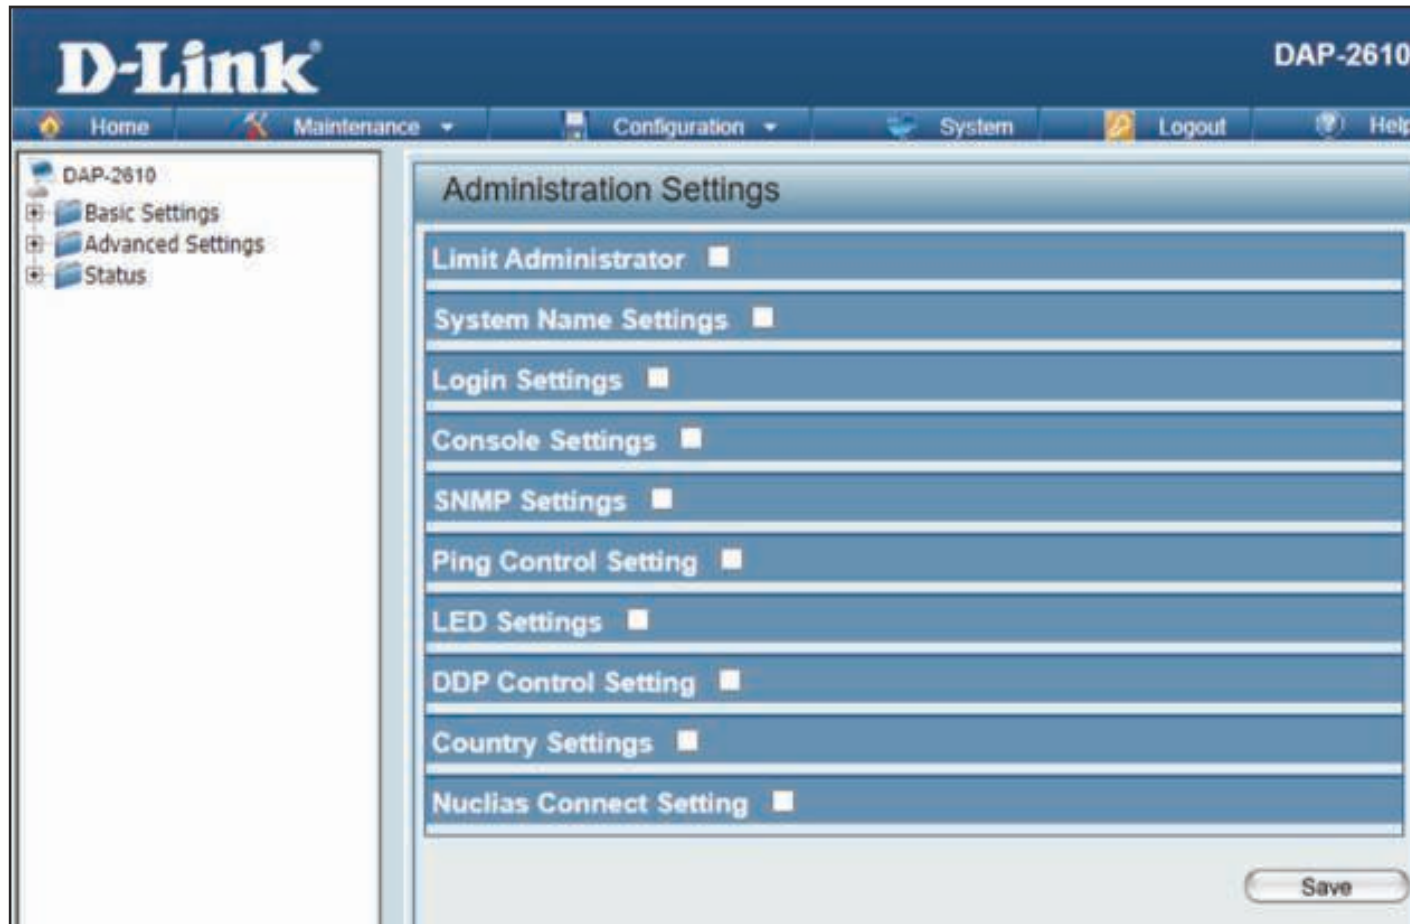 D-Link
DAP-2610
Home Maintenance Configuration System Logout Help
DAP-2610
Basic Settings
Advanced Settings
Status
Administration Settings
Limit Administrator
System Name Settings
Login Settings
Console Settings
SNMP Settings
Ping Control Setting
LED Settings
DDP Control Setting
Country Settings
Nuclias Connect Setting
Save